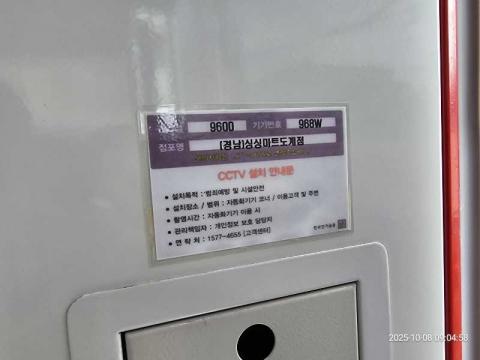 9600 기기번호 968W
점포명 (경남)싱싱마트도계점
CCTV 설치 안내문
• 설치목적 : 범죄예방 및 시설안전
• 설치장소 / 범위 : 자동화기기 코너 / 이용고객 및 주변
• 촬영시간 : 자동화기기 이용 시
• 관리책임자 : 개인정보 보호 담당자
• 연 락 처 : 1577-4655 [고객센터]
2025-10-08 09:04:58